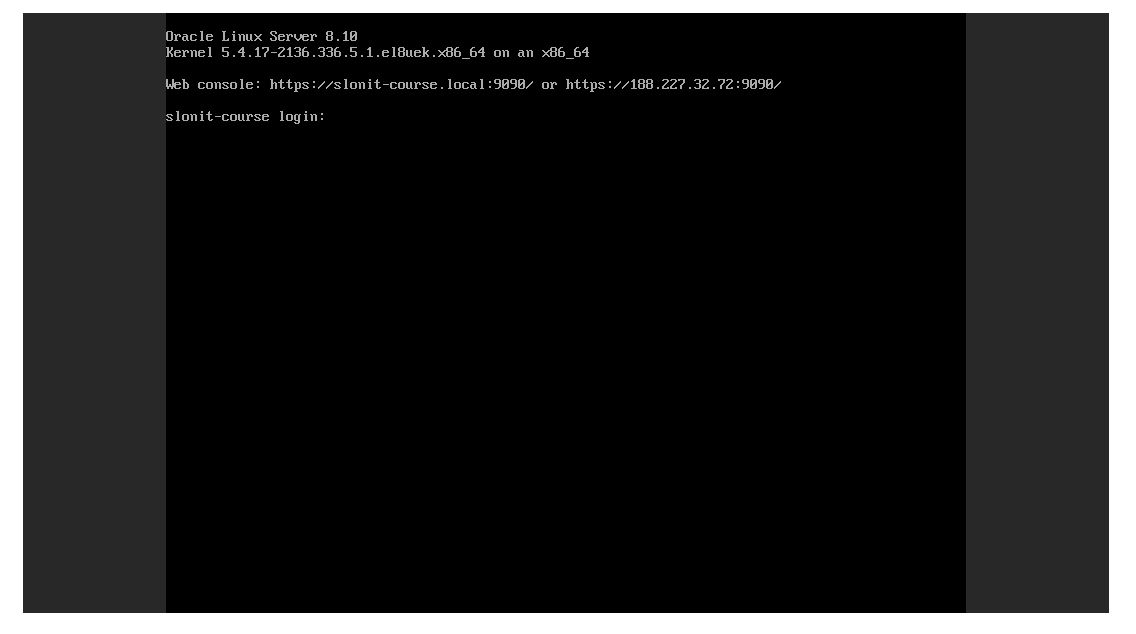 Oracle Linux Server 8.10
Kernel 5.4.17-2136.336.5.1.el8uek.x86_64 on an x86_64
Web console: https://slonit-course.local:9090/ or https://188.227.32.72:9090/
slonit-course login: